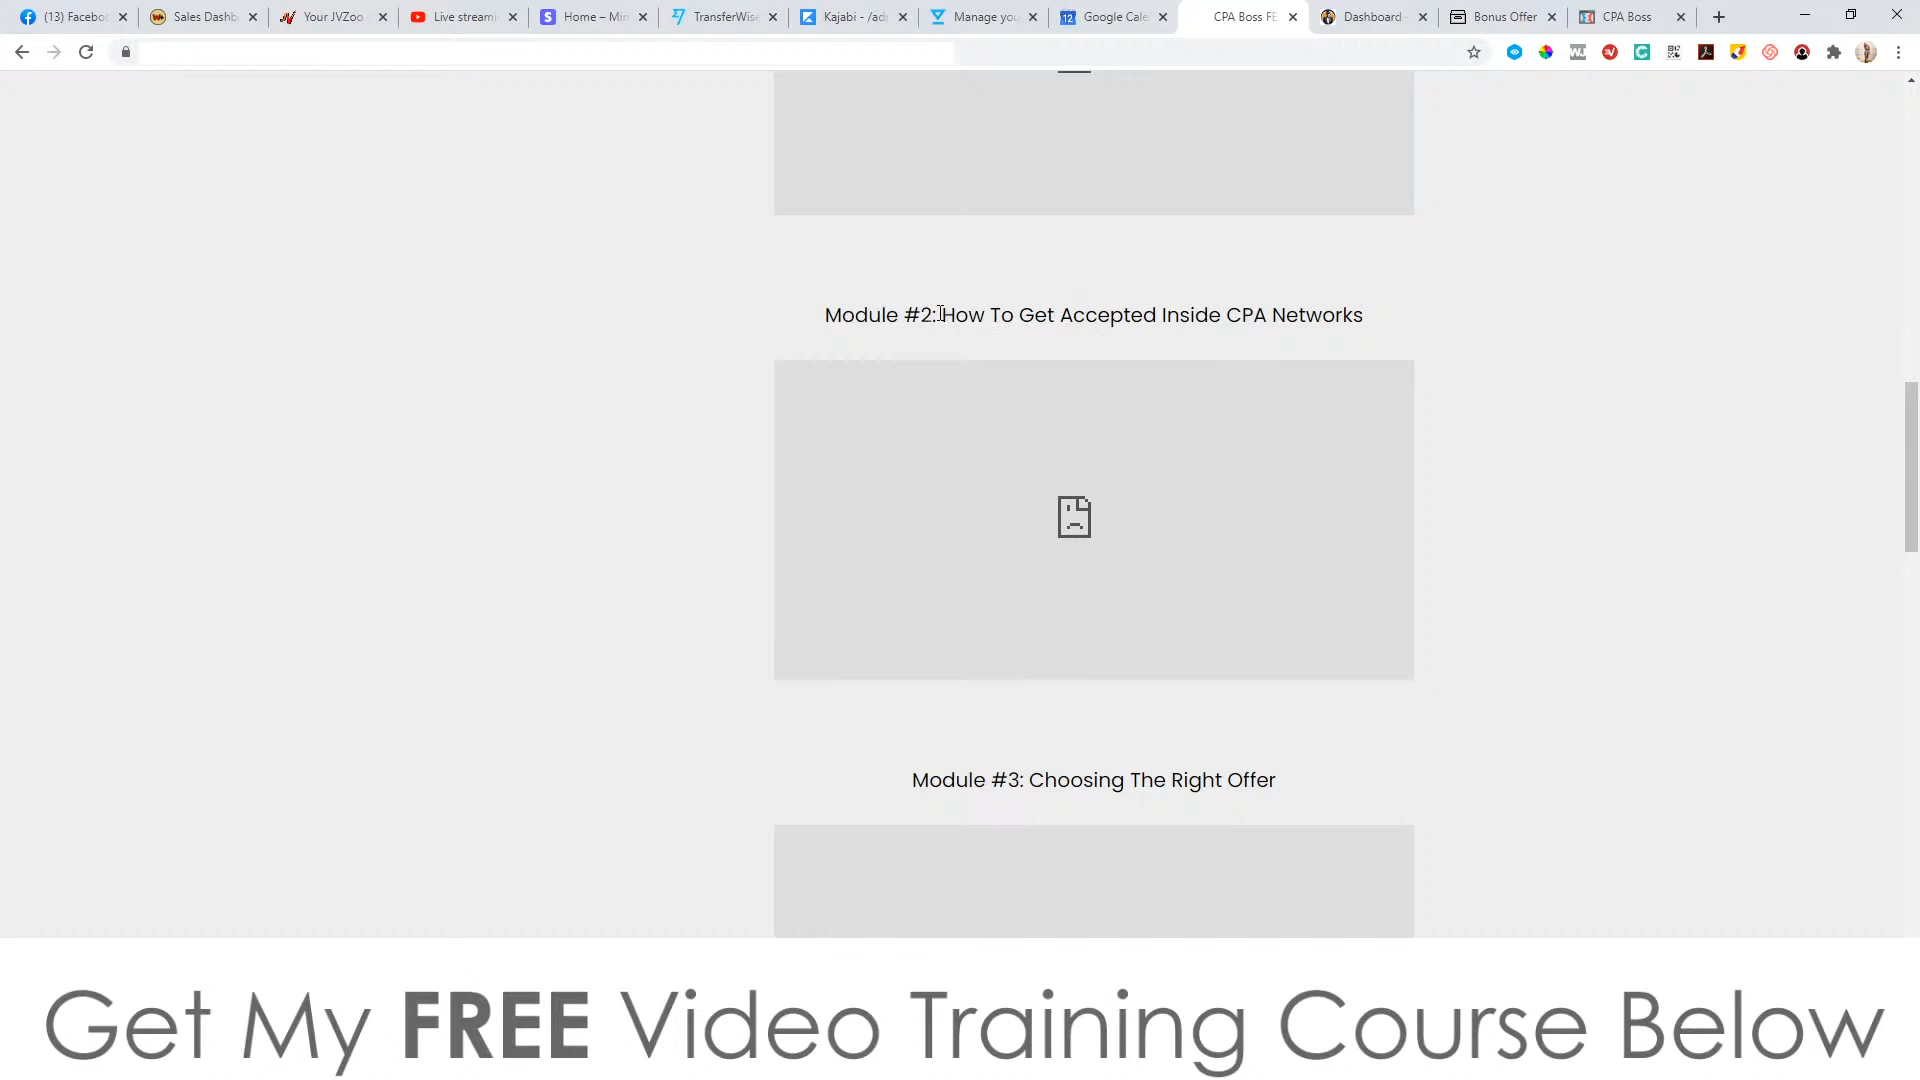 (13) Faceboo
Sales Dashb
Your JVZoo
Live streami
Home – Min
TransferWise
Kajabi - /adr
Manage you
Google Cale
CPA Boss FE
Dashboard
Bonus Offer
CPA Boss
Module #2: How To Get Accepted Inside CPA Networks
Module #3: Choosing The Right Offer
Get My FREE Video Training Course Below